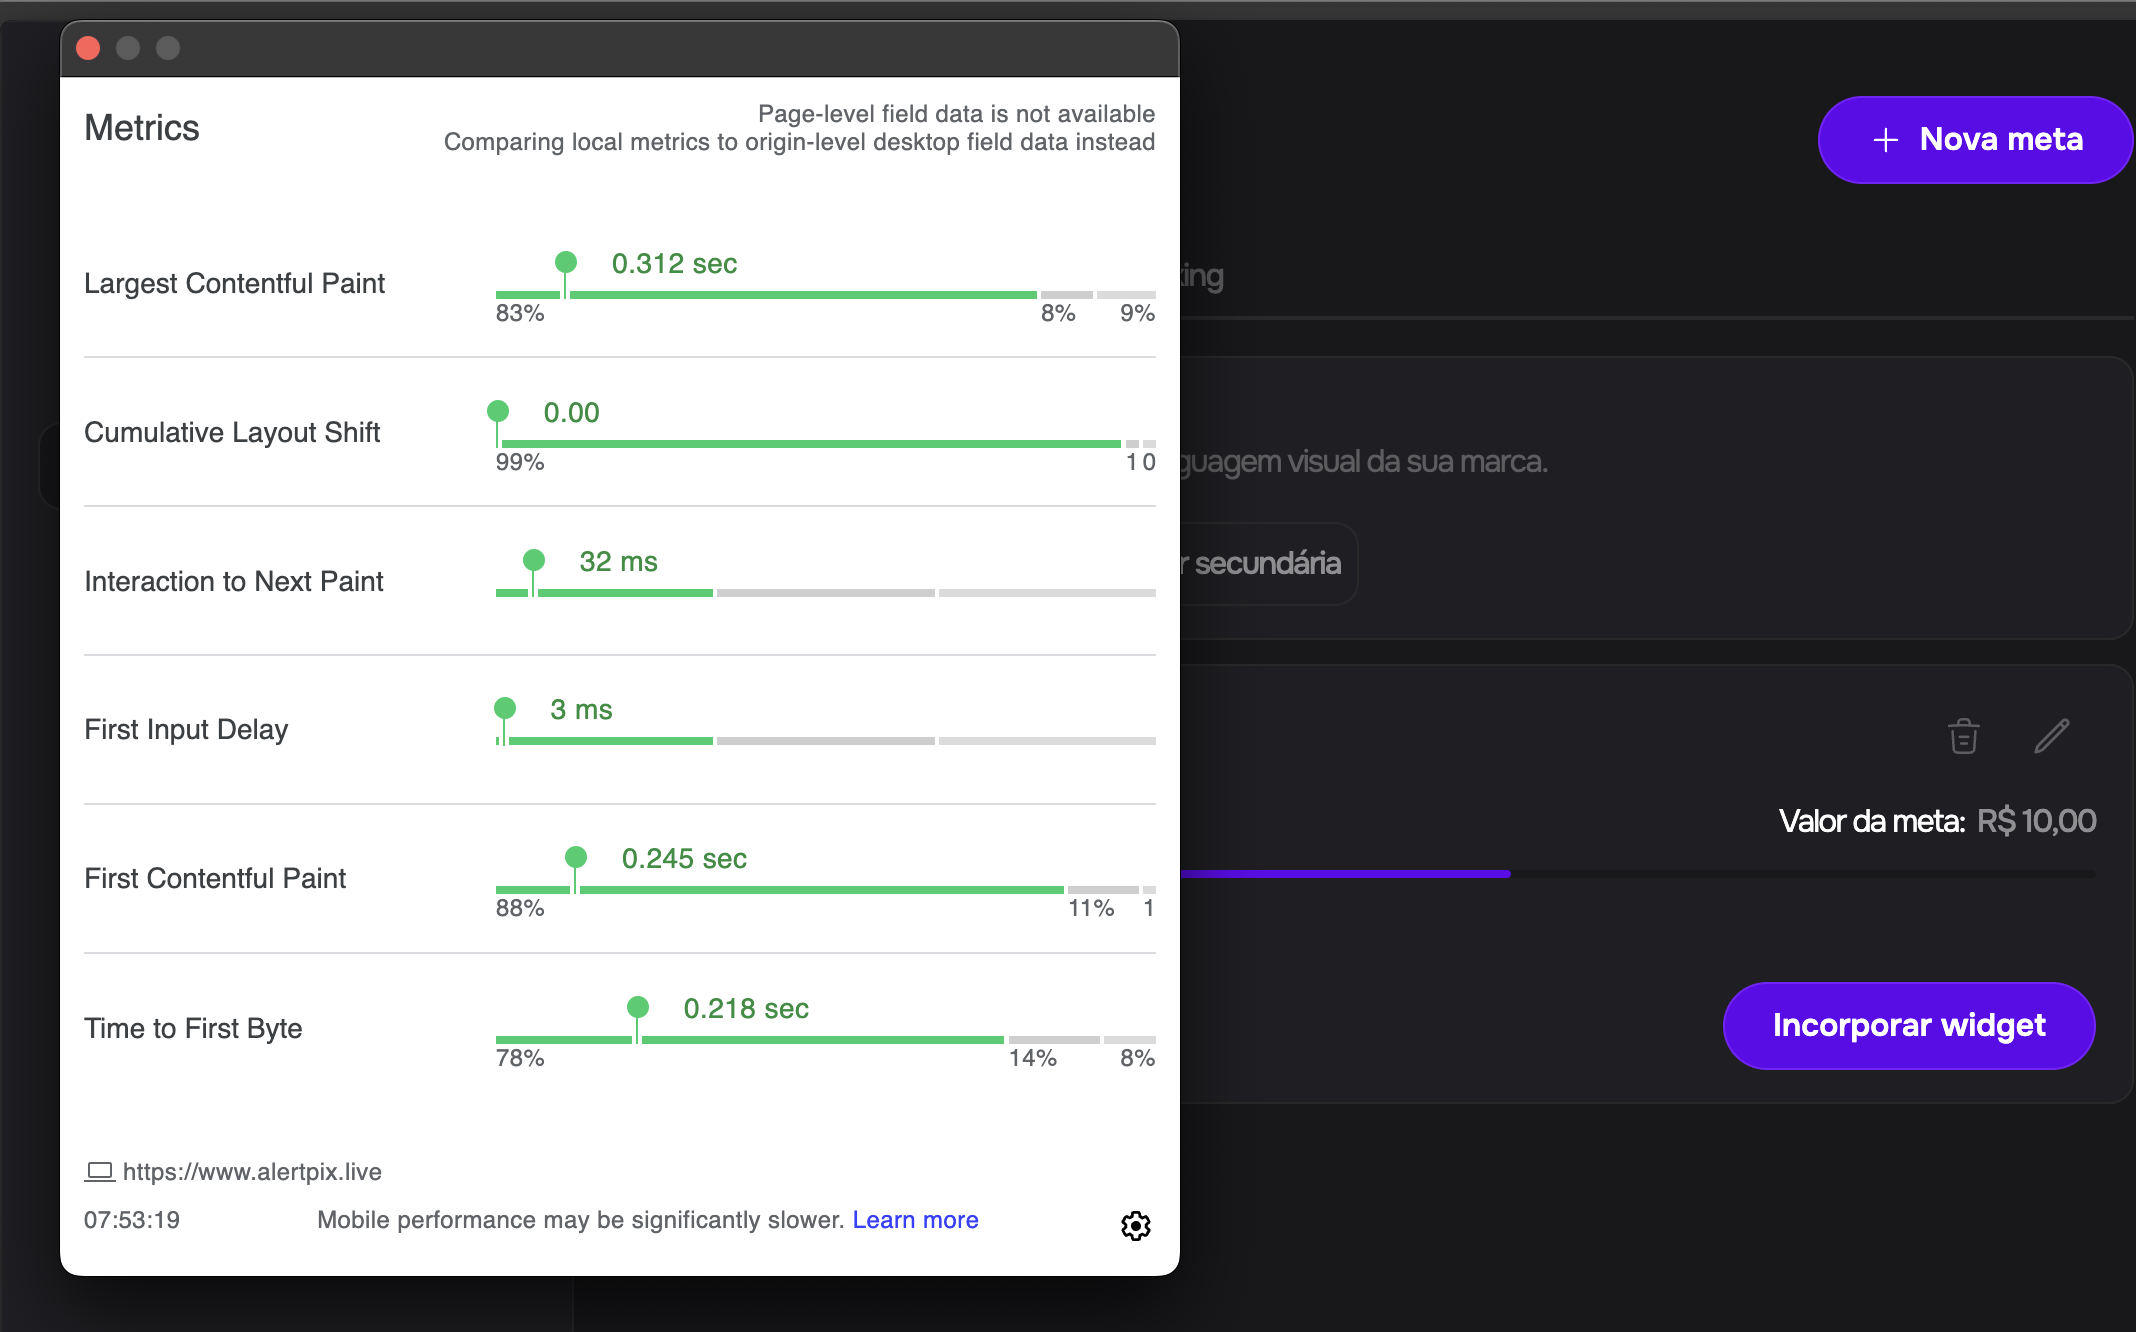 Metrics
Page-level field data is not available
Comparing local metrics to origin-level desktop field data instead
Largest Contentful Paint
0.312 sec
83%
8%
9%
Cumulative Layout Shift
0.00
99%
1
0
Interaction to Next Paint
32 ms
First Input Delay
3 ms
First Contentful Paint
0.245 sec
88%
11%
1
Time to First Byte
0.218 sec
78%
14%
8%
https://www.alertpix.live
07:53:19
Mobile performance may be significantly slower. Learn more
+ Nova meta
visual da sua marca.
secundária
Valor da meta: R$ 10,00
Incorporar widget